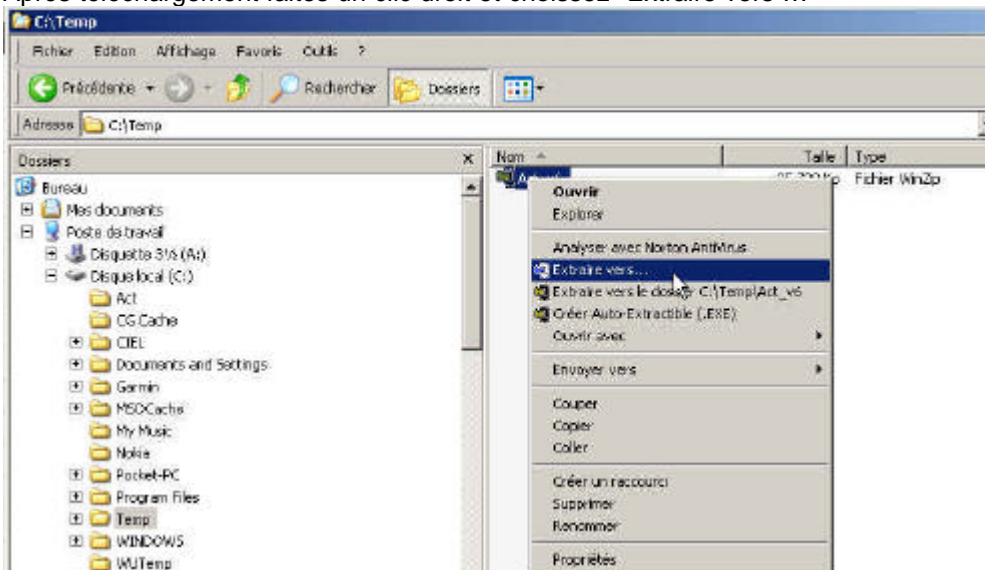 Après téléchargement faites un clic droit et choisssez "Extraire vers ...
C:\Temp
Fichier Edition Affichage Favoris Outils ?
Précédente Rechercher Dossiers
Adresse C:\Temp
Dossiers x Nom Taille Type
Bureau
Mes documents
Poste de travail
Disquette 3½ (A:)
Disque local (C:)
Act
CG Cache
CIEL
Documents and Settings
Garmin
MSOCache
My Music
Nokia
Pocket-PC
Program Files
Temp
WINDOWS
WUTemp
Fichier WinZip
Ouvrir
Explorer
Analyser avec Norton AntiVirus
Extraire vers...
Extraire vers le dossier C:\Temp\Act_v6
Créer Auto-Extractible (.EXE)
Ouvrir avec
Envoyer vers
Couper
Copier
Coller
Créer un raccourci
Supprimer
Renommer
Propriétés